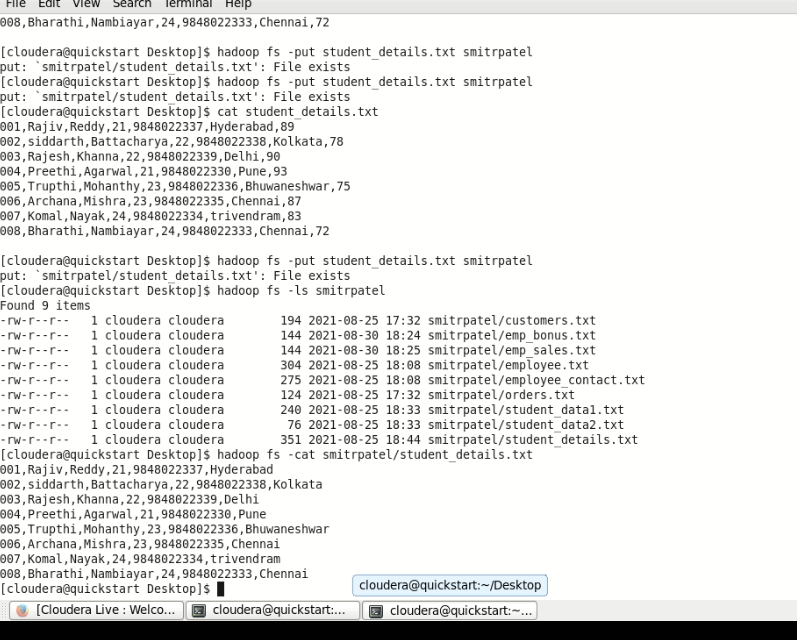 File Edit View Search Terminal Help
008,Bharathi,Nambiayar,24,9848022333,Chennai,72
[cloudera@quickstart Desktop]$ hadoop fs -put student_details.txt smitrpatel
put: `smitrpatel/student_details.txt': File exists
[cloudera@quickstart Desktop]$ hadoop fs -put student_details.txt smitrpatel
put: `smitrpatel/student_details.txt': File exists
[cloudera@quickstart Desktop]$ cat student_details.txt
001,Rajiv,Reddy,21,9848022337,Hyderabad,89
002,siddarth,Battacharya,22,9848022338,Kolkata,78
003,Rajesh,Khanna,22,9848022339,Delhi,90
004,Preethi,Agarwal,21,9848022330,Pune,93
005,Trupthi,Mohanthy,23,9848022336,Bhuwaneshwar,75
006,Archana,Mishra,23,9848022335,Chennai,87
007,Komal,Nayak,24,9848022334,trivendram,83
008,Bharathi,Nambiayar,24,9848022333,Chennai,72
[cloudera@quickstart Desktop]$ hadoop fs -put student_details.txt smitrpatel
put: `smitrpatel/student_details.txt': File exists
[cloudera@quickstart Desktop]$ hadoop fs -ls smitrpatel
Found 9 items
-rw-r--r--   1 cloudera cloudera        194 2021-08-25 17:32 smitrpatel/customers.txt
-rw-r--r--   1 cloudera cloudera        144 2021-08-30 18:24 smitrpatel/emp_bonus.txt
-rw-r--r--   1 cloudera cloudera        144 2021-08-30 18:25 smitrpatel/emp_sales.txt
-rw-r--r--   1 cloudera cloudera        304 2021-08-25 18:08 smitrpatel/employee.txt
-rw-r--r--   1 cloudera cloudera        275 2021-08-25 18:08 smitrpatel/employee_contact.txt
-rw-r--r--   1 cloudera cloudera        124 2021-08-25 17:32 smitrpatel/orders.txt
-rw-r--r--   1 cloudera cloudera        240 2021-08-25 18:33 smitrpatel/student_data1.txt
-rw-r--r--   1 cloudera cloudera         76 2021-08-25 18:33 smitrpatel/student_data2.txt
-rw-r--r--   1 cloudera cloudera        351 2021-08-25 18:44 smitrpatel/student_details.txt
[cloudera@quickstart Desktop]$ hadoop fs -cat smitrpatel/student_details.txt
001,Rajiv,Reddy,21,9848022337,Hyderabad
002,siddarth,Battacharya,22,9848022338,Kolkata
003,Rajesh,Khanna,22,9848022339,Delhi
004,Preethi,Agarwal,21,9848022330,Pune
005,Trupthi,Mohanthy,23,9848022336,Bhuwaneshwar
006,Archana,Mishra,23,9848022335,Chennai
007,Komal,Nayak,24,9848022334,trivendram
008,Bharathi,Nambiayar,24,9848022333,Chennai
[cloudera@quickstart Desktop]$
cloudera@quickstart:~/Desktop
[Cloudera Live : Welco... cloudera@quickstart:... cloudera@quickstart:~...